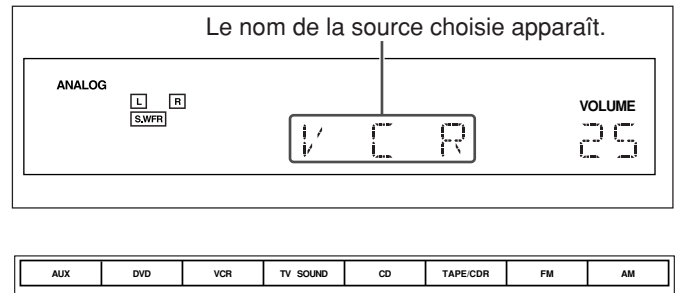 Le nom de la source choisie apparaît.
ANALOG
L R
S.WFR
VOLUME
V C R
25
AUX DVD VCR TV SOUND CD TAPE/CDR FM AM